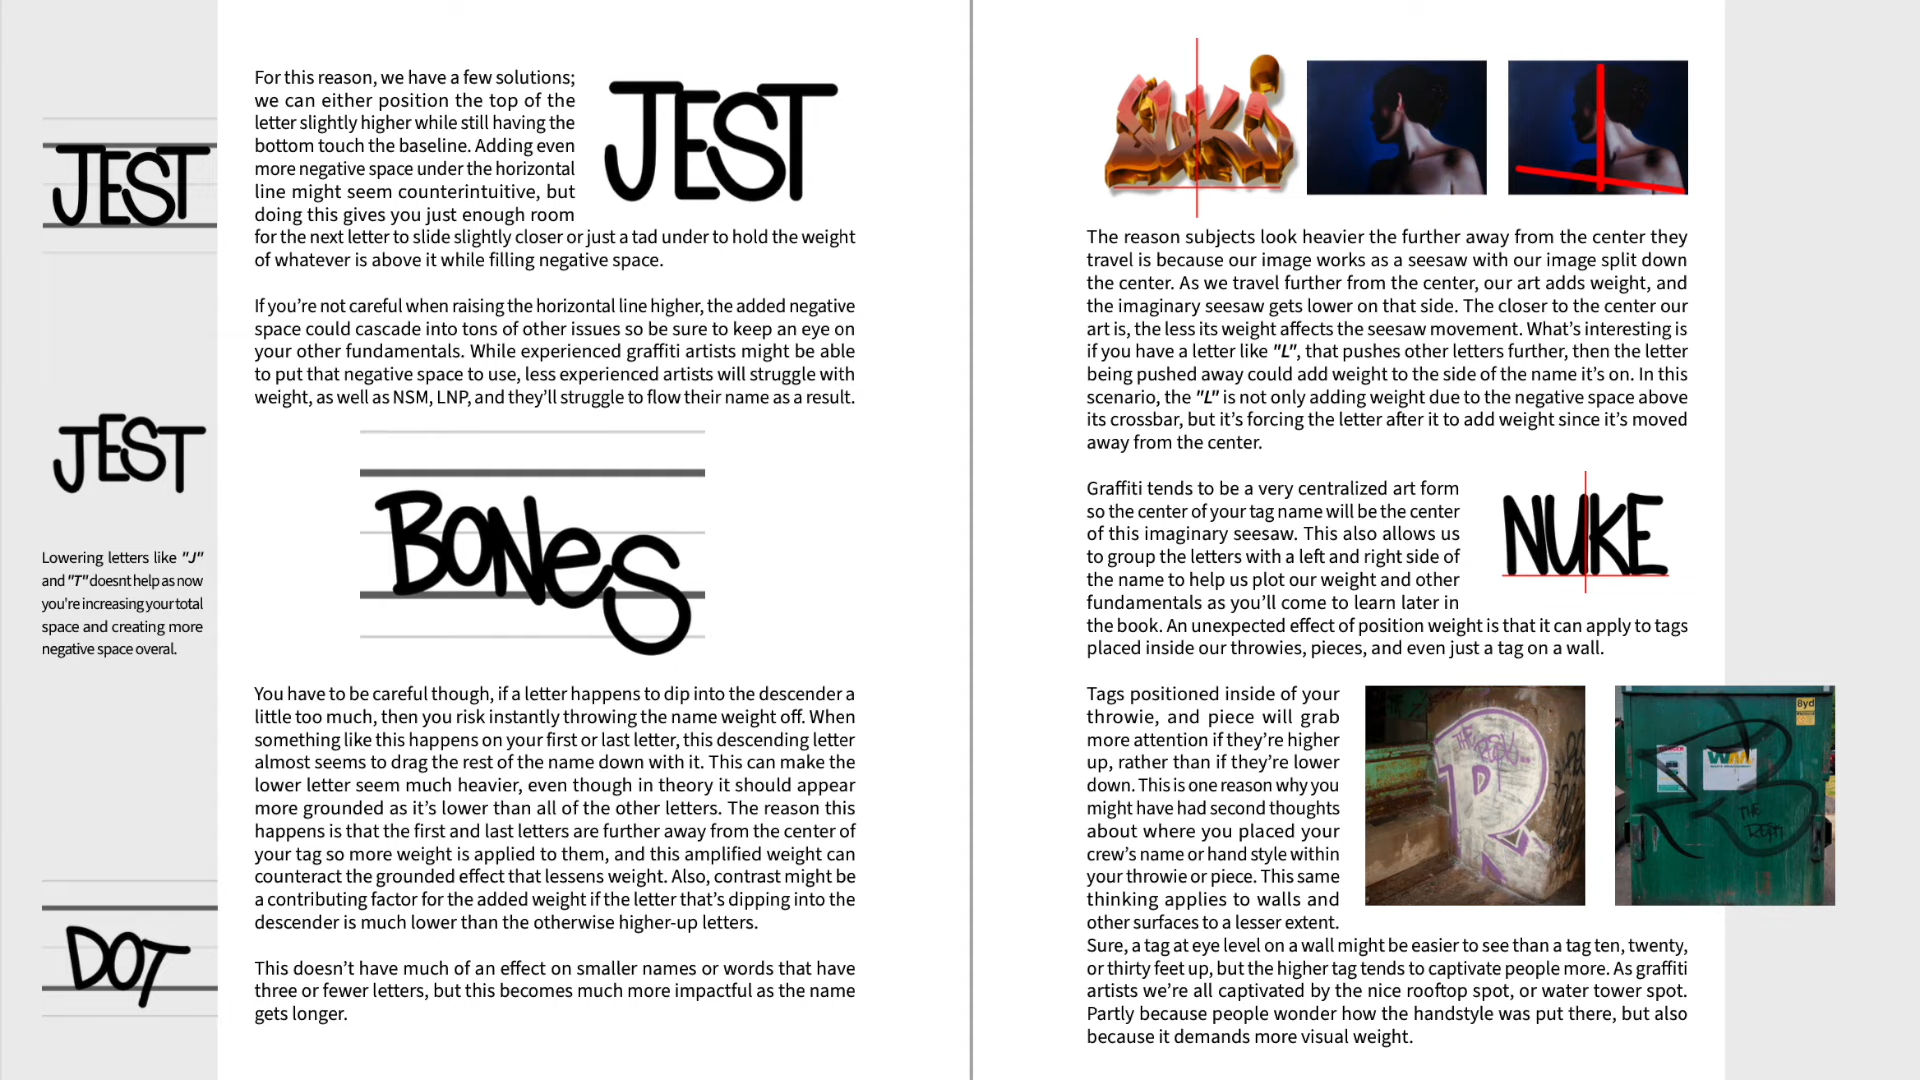 JEST
JEST
Lowering letters like "J"
and "T" doesnt help as now
you're increasing your total
space and creating more
negative space overal.
DOT
For this reason, we have a few solutions;
we can either position the top of the
letter slightly higher while still having the
bottom touch the baseline. Adding even
more negative space under the horizontal
line might seem counterintuitive, but
doing this gives you just enough room
for the next letter to slide slightly closer or just a tad under to hold the weight
of whatever is above it while filling negative space.
JEST
If you’re not careful when raising the horizontal line higher, the added negative
space could cascade into tons of other issues so be sure to keep an eye on
your other fundamentals. While experienced graffiti artists might be able
to put that negative space to use, less experienced artists will struggle with
weight, as well as NSM, LNP, and they’ll struggle to flow their name as a result.
BONeS
You have to be careful though, if a letter happens to dip into the descender a
little too much, then you risk instantly throwing the name weight off. When
something like this happens on your first or last letter, this descending letter
almost seems to drag the rest of the name down with it. This can make the
lower letter seem much heavier, even though in theory it should appear
more grounded as it’s lower than all of the other letters. The reason this
happens is that the first and last letters are further away from the center of
your tag so more weight is applied to them, and this amplified weight can
counteract the grounded effect that lessens weight. Also, contrast might be
a contributing factor for the added weight if the letter that’s dipping into the
descender is much lower than the otherwise higher-up letters.
This doesn’t have much of an effect on smaller names or words that have
three or fewer letters, but this becomes much more impactful as the name
gets longer.
The reason subjects look heavier the further away from the center they
travel is because our image works as a seesaw with our image split down
the center. As we travel further from the center, our art adds weight, and
the imaginary seesaw gets lower on that side. The closer to the center our
art is, the less its weight affects the seesaw movement. What’s interesting is
if you have a letter like "L", that pushes other letters further, then the letter
being pushed away could add weight to the side of the name it’s on. In this
scenario, the "L" is not only adding weight due to the negative space above
its crossbar, but it’s forcing the letter after it to add weight since it’s moved
away from the center.
Graffiti tends to be a very centralized art form
so the center of your tag name will be the center
of this imaginary seesaw. This also allows us
to group the letters with a left and right side of
the name to help us plot our weight and other
fundamentals as you’ll come to learn later in
the book. An unexpected effect of position weight is that it can apply to tags
placed inside our throwies, pieces, and even just a tag on a wall.
NUKE
Tags positioned inside of your
throwie, and piece will grab
more attention if they’re higher
up, rather than if they’re lower
down. This is one reason why you
might have had second thoughts
about where you placed your
crew’s name or hand style within
your throwie or piece. This same
thinking applies to walls and
other surfaces to a lesser extent.
Sure, a tag at eye level on a wall might be easier to see than a tag ten, twenty,
or thirty feet up, but the higher tag tends to captivate people more. As graffiti
artists we’re all captivated by the nice rooftop spot, or water tower spot.
Partly because people wonder how the handstyle was put there, but also
because it demands more visual weight.
8yd
WM
THE